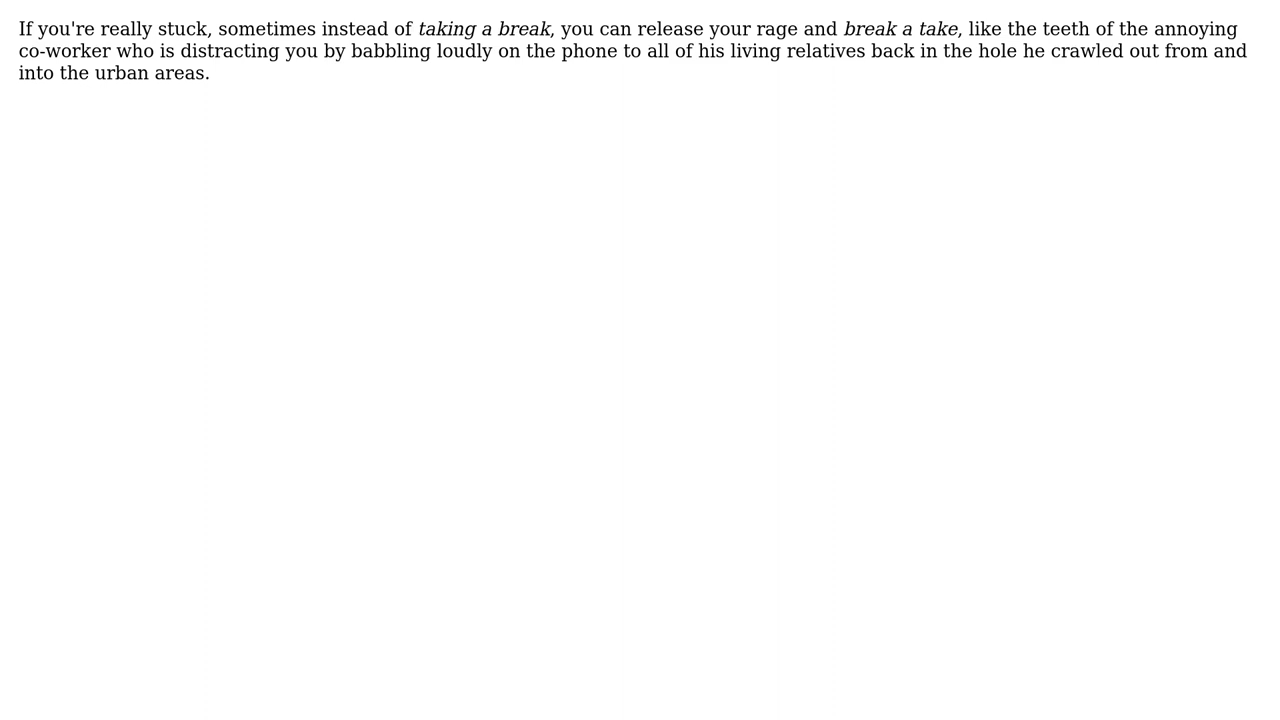 If you're really stuck, sometimes instead of taking a break, you can release your rage and break a take, like the teeth of the annoying
co-worker who is distracting you by babbling loudly on the phone to all of his living relatives back in the hole he crawled out from and
into the urban areas.